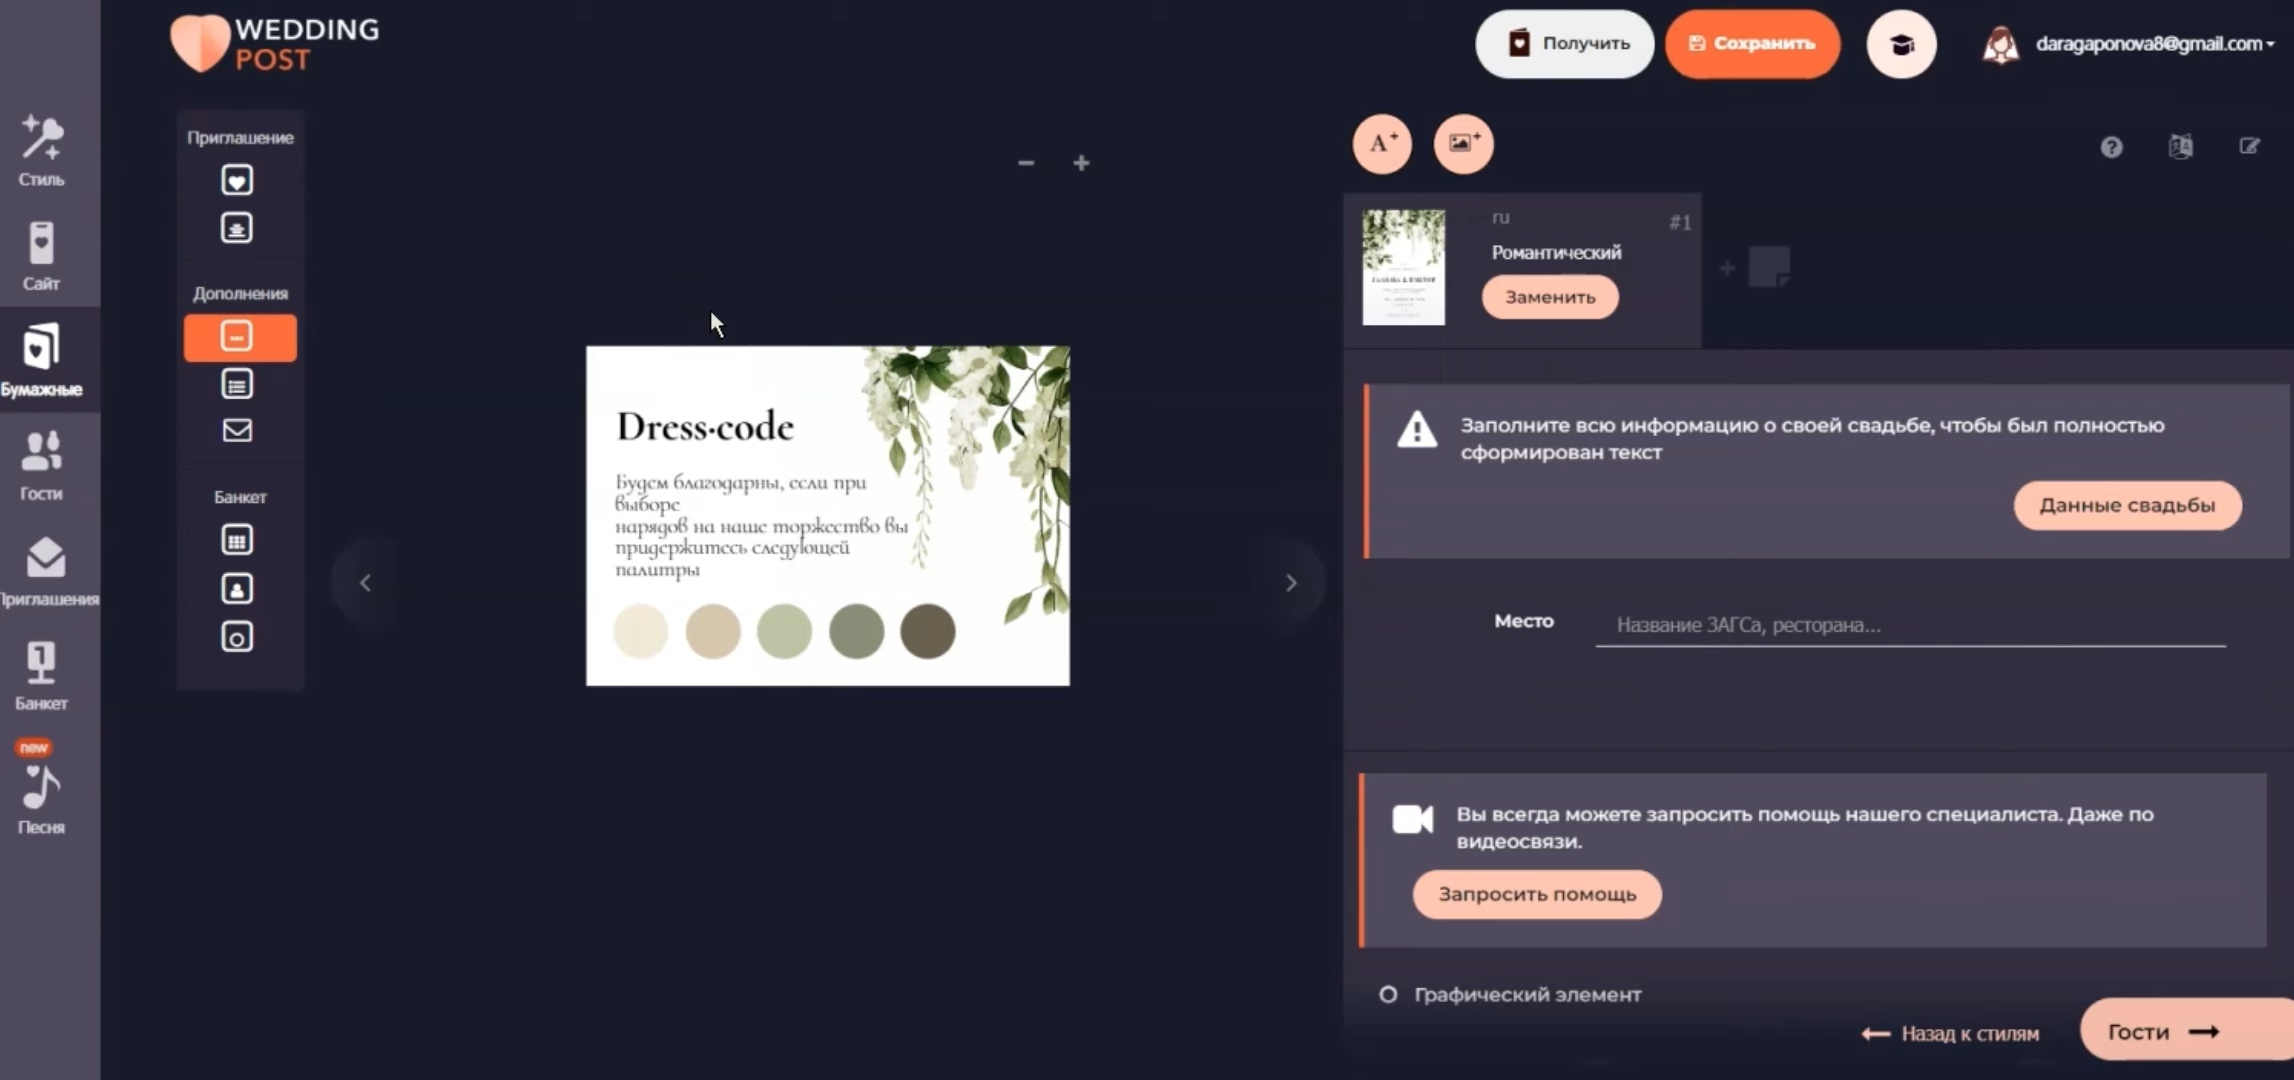 WEDDING
POST
Получить
Сохранить
daragaponova8@gmail.com
Стиль
Сайт
Бумажные
Гости
Приглашения
Банкет
new
Песня
Приглашение
Дополнения
Банкет
Dress·code
Будем благодарны, если при
выборе
нарядов на наше торжество вы
придержитесь следующей
палитры
A+
ru
#1
Романтический
Заменить
Заполните всю информацию о своей свадьбе, чтобы был полностью
сформирован текст
Данные свадьбы
Место
Название ЗАГСа, ресторана...
Вы всегда можете запросить помощь нашего специалиста. Даже по
видеосвязи.
Запросить помощь
Графический элемент
Назад к стилям
Гости